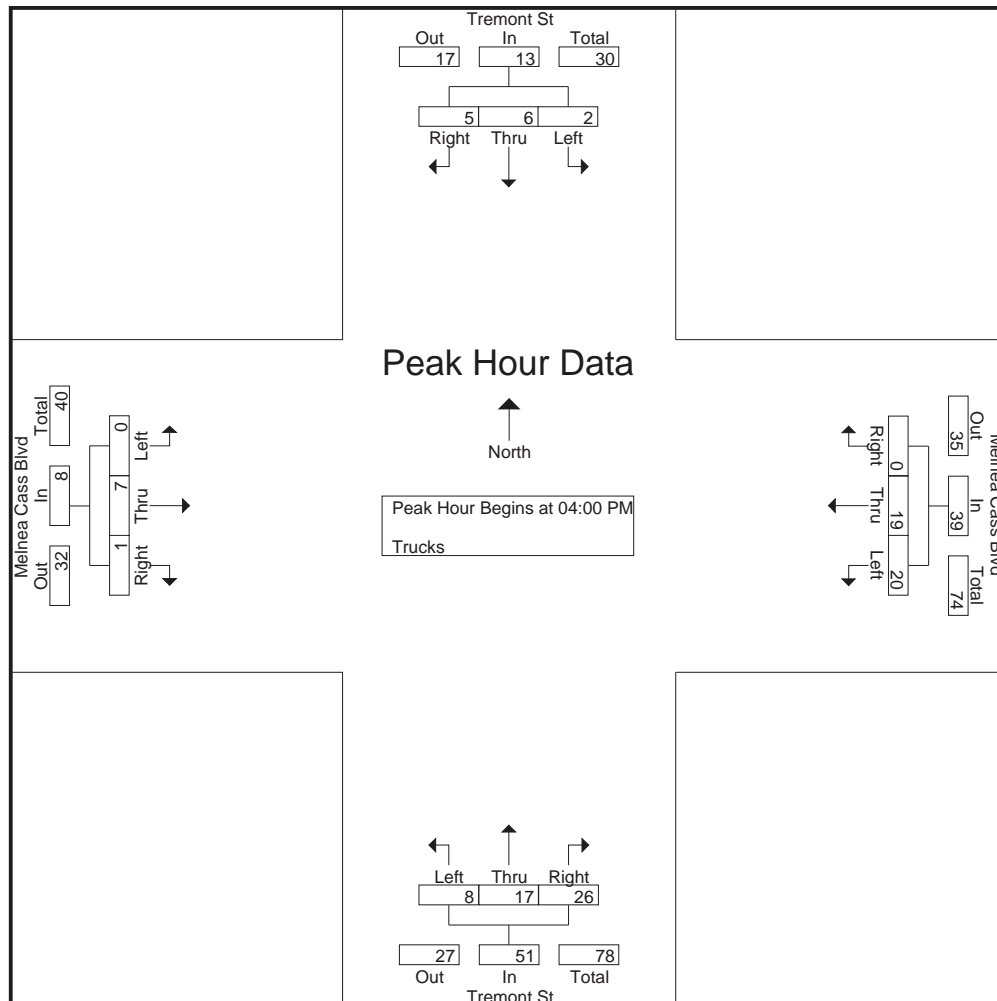 Tremont St
Out In Total
17 13 30
5 6 2
Right Thru Left
Peak Hour Data
North
Peak Hour Begins at 04:00 PM
Trucks
Melnea Cass Blvd
Total In Out
40 8 32
0 7 1
Left Thru Right
Right Thru Left
0 19 20
35 39 74
Out In Total
Melnea Cass Blvd
Left Thru Right
8 17 26
27 51 78
Out In Total
Tremont St